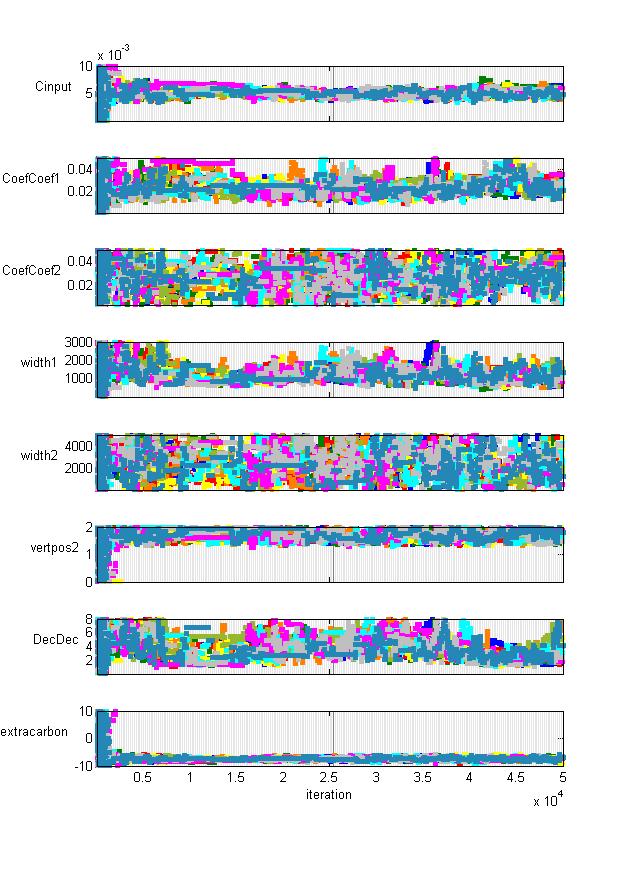 x 10⁻³
Cinput
10
5
CoefCoef1
0.04
0.02
CoefCoef2
0.04
0.02
width1
3000
2000
1000
width2
4000
2000
vertpos2
2
1
0
DecDec
8
6
4
2
extracarbon
10
0
-10
0.5 1 1.5 2 2.5 3 3.5 4 4.5 5
iteration
x 10⁴